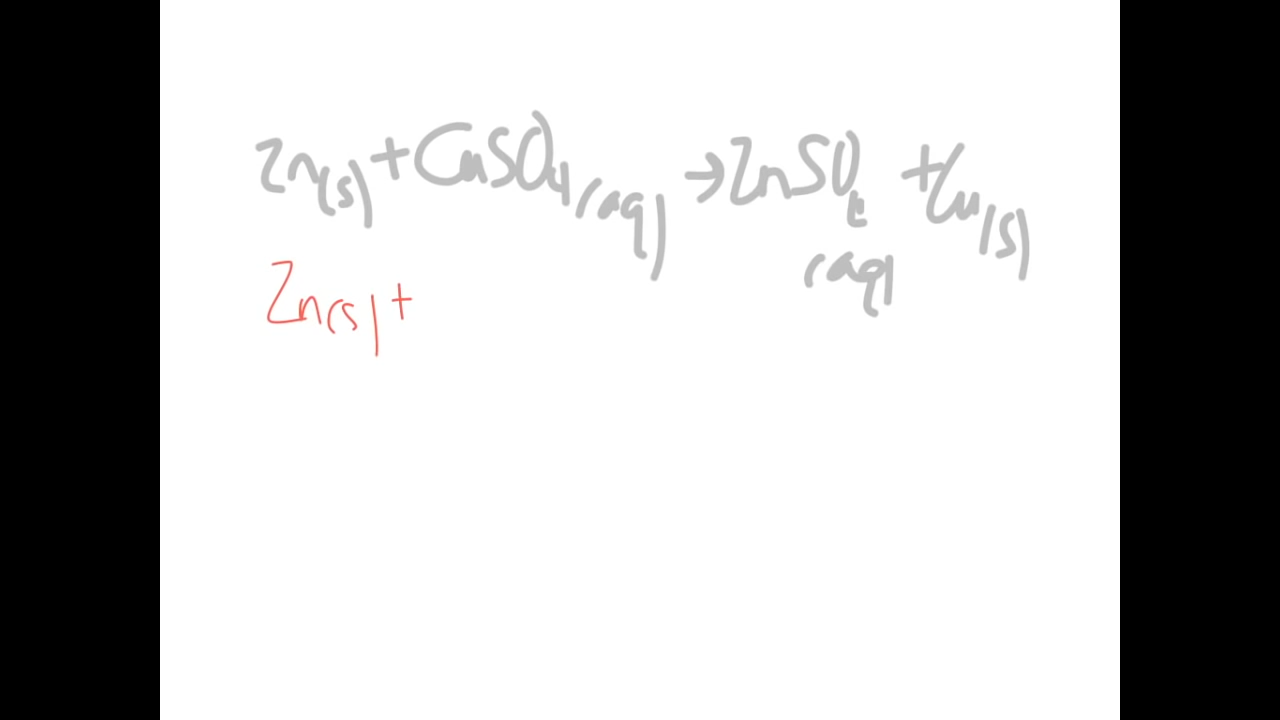 Zn(s) + CuSO4(aq) → ZnSO4 + Cu(s)
(aq)
Zn(s) +